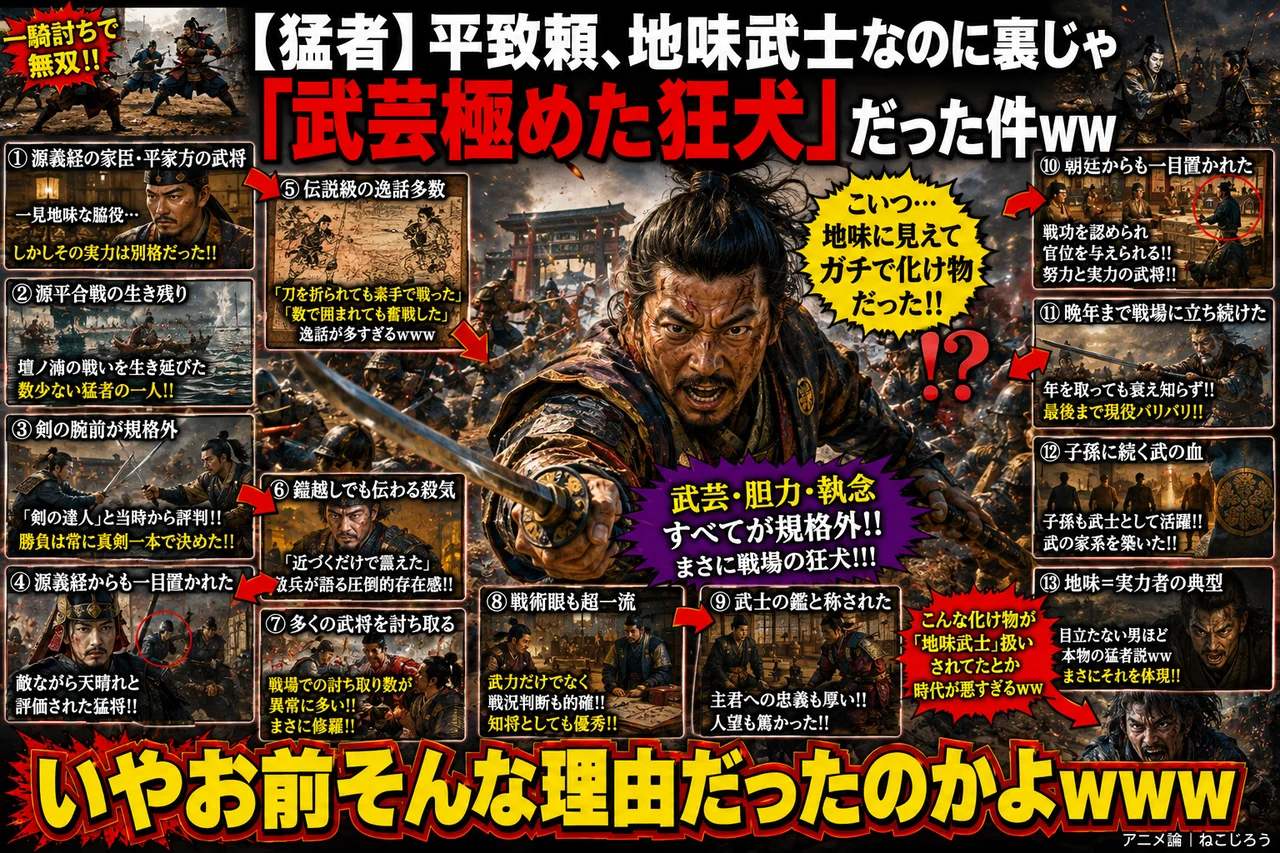 一騎討ちで
無双!!
【猛者】平致頼、地味武士なのに裏じゃ
「武芸極めた狂犬」だった件ww
① 源義経の家臣・平家方の武将
一見地味な脇役…
しかしその実力は別格だった!!
② 源平合戦の生き残り
壇ノ浦の戦いを生き延びた
数少ない猛者の一人!!
③ 剣の腕前が規格外
「剣の達人」と当時から評判!!
勝負は常に真剣一本で決めた!!
④ 源義経からも一目置かれた
敵ながら天晴れと
評価された猛将!!
⑤ 伝説級の逸話多数
「刀を折られても素手で戦った」
「数で囲まれても奮戦した」
逸話が多すぎるwww
⑥ 鎧越しでも伝わる殺気
「近づくだけで震えた」
敵兵が語る圧倒的存在感!!
⑦ 多くの武将を討ち取る
戦場での討ち取り数が
異常に多い!!
まさに修羅!!
こいつ…
地味に見えて
ガチで化け物
だった!!
!?
武芸・胆力・執念
すべてが規格外!!
まさに戦場の狂犬!!!
⑧ 戦術眼も超一流
武力だけでなく
戦況判断も的確!!
知将としても優秀!!
⑨ 武士の鑑と称された
主君への忠義も厚い!!
人望も篤かった!!
⑩ 朝廷からも一目置かれた
戦功を認められ
官位を与えられる!!
努力と実力の武将!!
⑪ 晩年まで戦場に立ち続けた
年を取っても衰え知らず!!
最後まで現役バリバリ!!
⑫ 子孫に続く武の血
子孫も武士として活躍!!
武の家系を築いた!!
⑬ 地味=実力者の典型
目立たない男ほど
本物の猛者説ww
まさにそれを体現!!
こんな化け物が
「地味武士」扱い
されてたとか
時代が悪すぎるww
いやお前そんな理由だったのかよwww
アニメ論｜ねこじろう